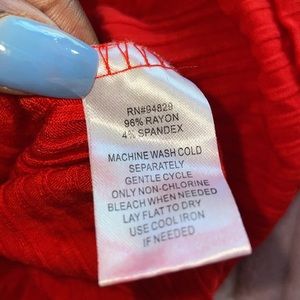 RN#94829
96% RAYON
4% SPANDEX
MACHINE WASH COLD
SEPARATELY
GENTLE CYCLE
ONLY NON-CHLORINE
BLEACH WHEN NEEDED
LAY FLAT TO DRY
USE COOL IRON
IF NEEDED